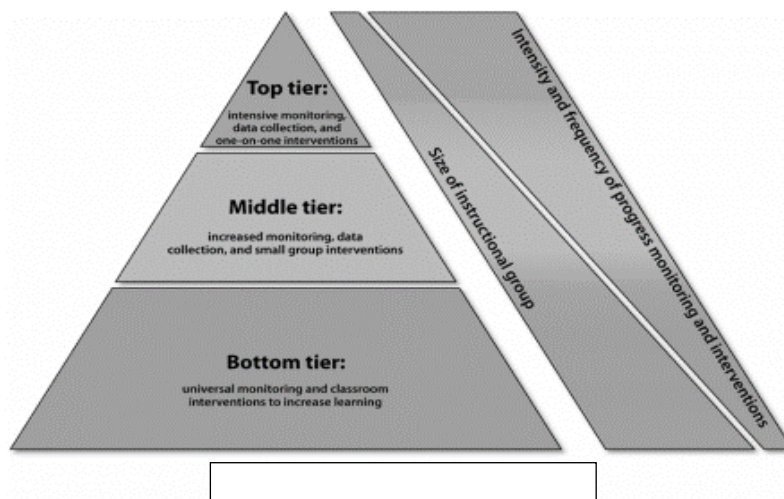 Top tier:
intensive monitoring,
data collection, and
one-on-one interventions
Middle tier:
increased monitoring, data
collection, and small group interventions
Bottom tier:
universal monitoring and classroom
interventions to increase learning
Size of instructional group
Intensity and frequency of progress monitoring and interventions